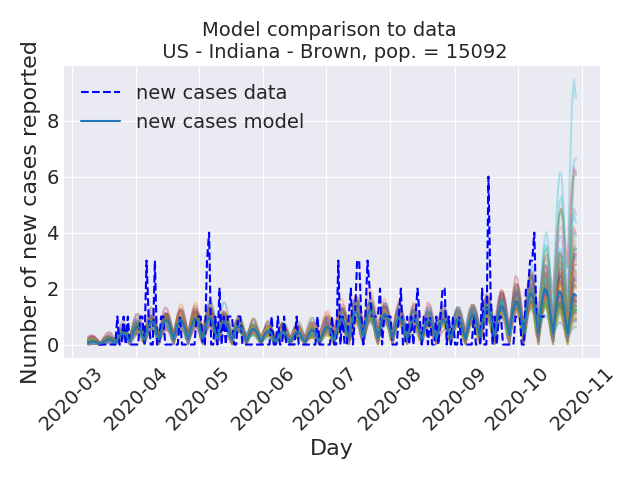 Model comparison to data
US - Indiana - Brown, pop. = 15092
Number of new cases reported
new cases data
new cases model
8
6
4
2
0
2020-03
2020-04
2020-05
2020-06
2020-07
2020-08
2020-09
2020-10
2020-11
Day